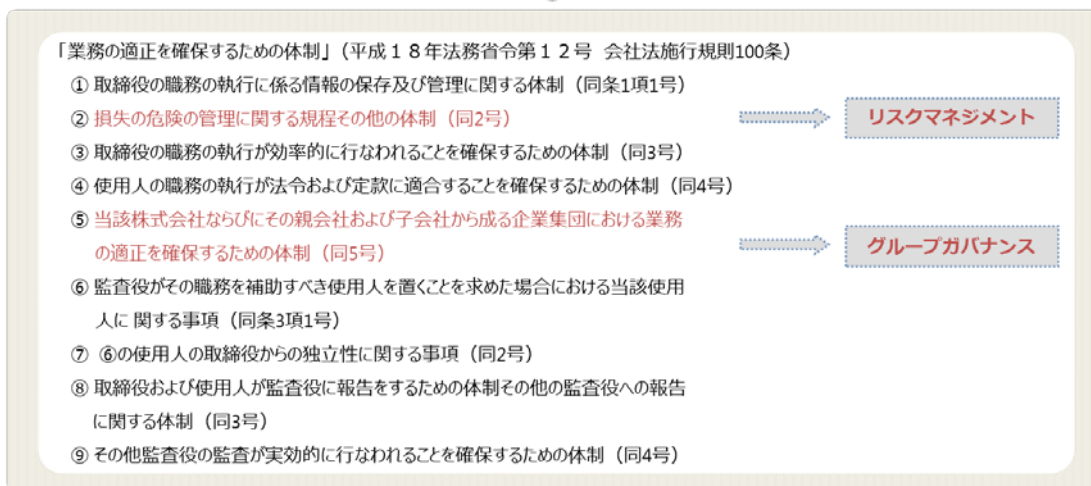 「業務の適正を確保するための体制」（平成１８年法務省令第１２号 会社法施行規則100条）
① 取締役の職務の執行に係る情報の保存及び管理に関する体制（同条1項1号）
② 損失の危険の管理に関する規程その他の体制（同2号）
リスクマネジメント
③ 取締役の職務の執行が効率的に行なわれることを確保するための体制（同3号）
④ 使用人の職務の執行が法令および定款に適合することを確保するための体制（同4号）
⑤ 当該株式会社ならびにその親会社および子会社から成る企業集団における業務
の適正を確保するための体制（同5号）
グループガバナンス
⑥ 監査役がその職務を補助すべき使用人を置くことを求めた場合における当該使用
人に 関する事項（同条3項1号）
⑦ ⑥の使用人の取締役からの独立性に関する事項（同2号）
⑧ 取締役および使用人が監査役に報告をするための体制その他の監査役への報告
に関する体制（同3号）
⑨ その他監査役の監査が実効的に行なわれることを確保するための体制（同4号）